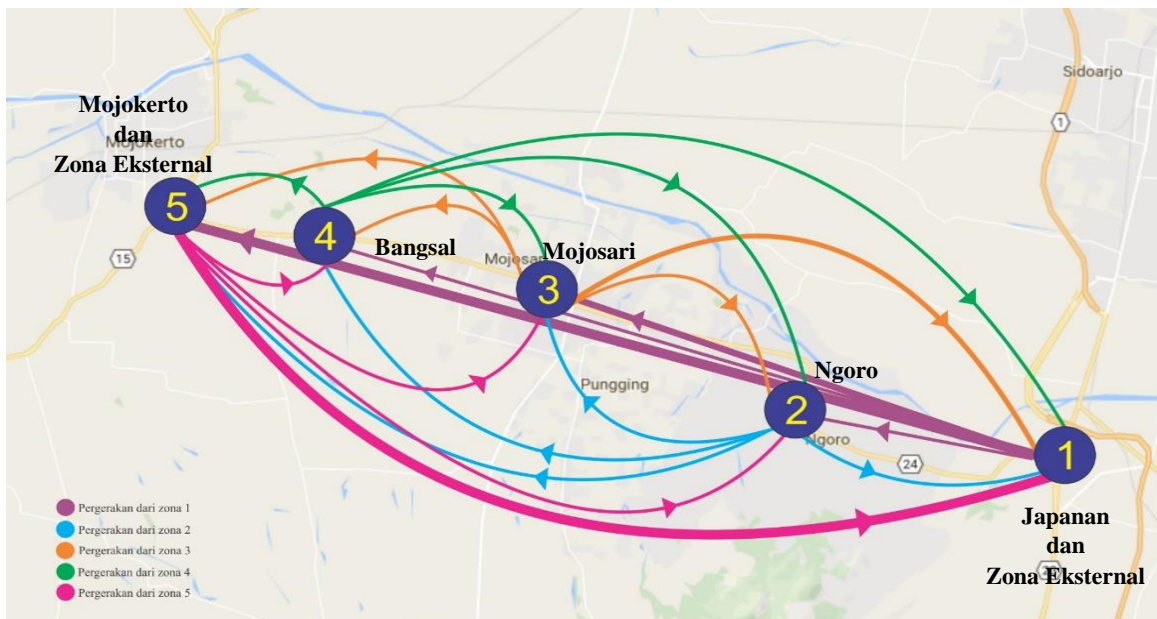 Sidoarjo
1
Mojokerto
dan
Mojokerto
Zona Eksternal
5
4
Bangsal
15
Mojosari
Mojosar
3
Ngoro
Pungging
2
Ngoro
24
1
Japanan
dan
Zona Eksternal
Pergerakan dari zona 1
Pergerakan dari zona 2
Pergerakan dari zona 3
Pergerakan dari zona 4
Pergerakan dari zona 5